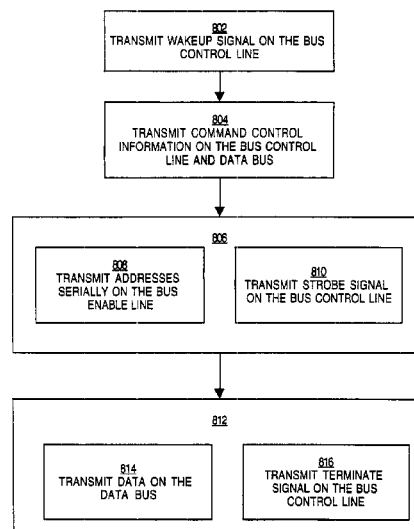 802
TRANSMIT WAKEUP SIGNAL ON THE BUS
CONTROL LINE
804
TRANSMIT COMMAND CONTROL
INFORMATION ON THE BUS CONTROL
LINE AND DATA BUS
806
808
TRANSMIT ADDRESSES
SERIALLY ON THE BUS
ENABLE LINE
810
TRANSMIT STROBE SIGNAL
ON THE BUS CONTROL LINE
812
814
TRANSMIT DATA ON THE
DATA BUS
816
TRANSMIT TERMINATE
SIGNAL ON THE BUS
CONTROL LINE